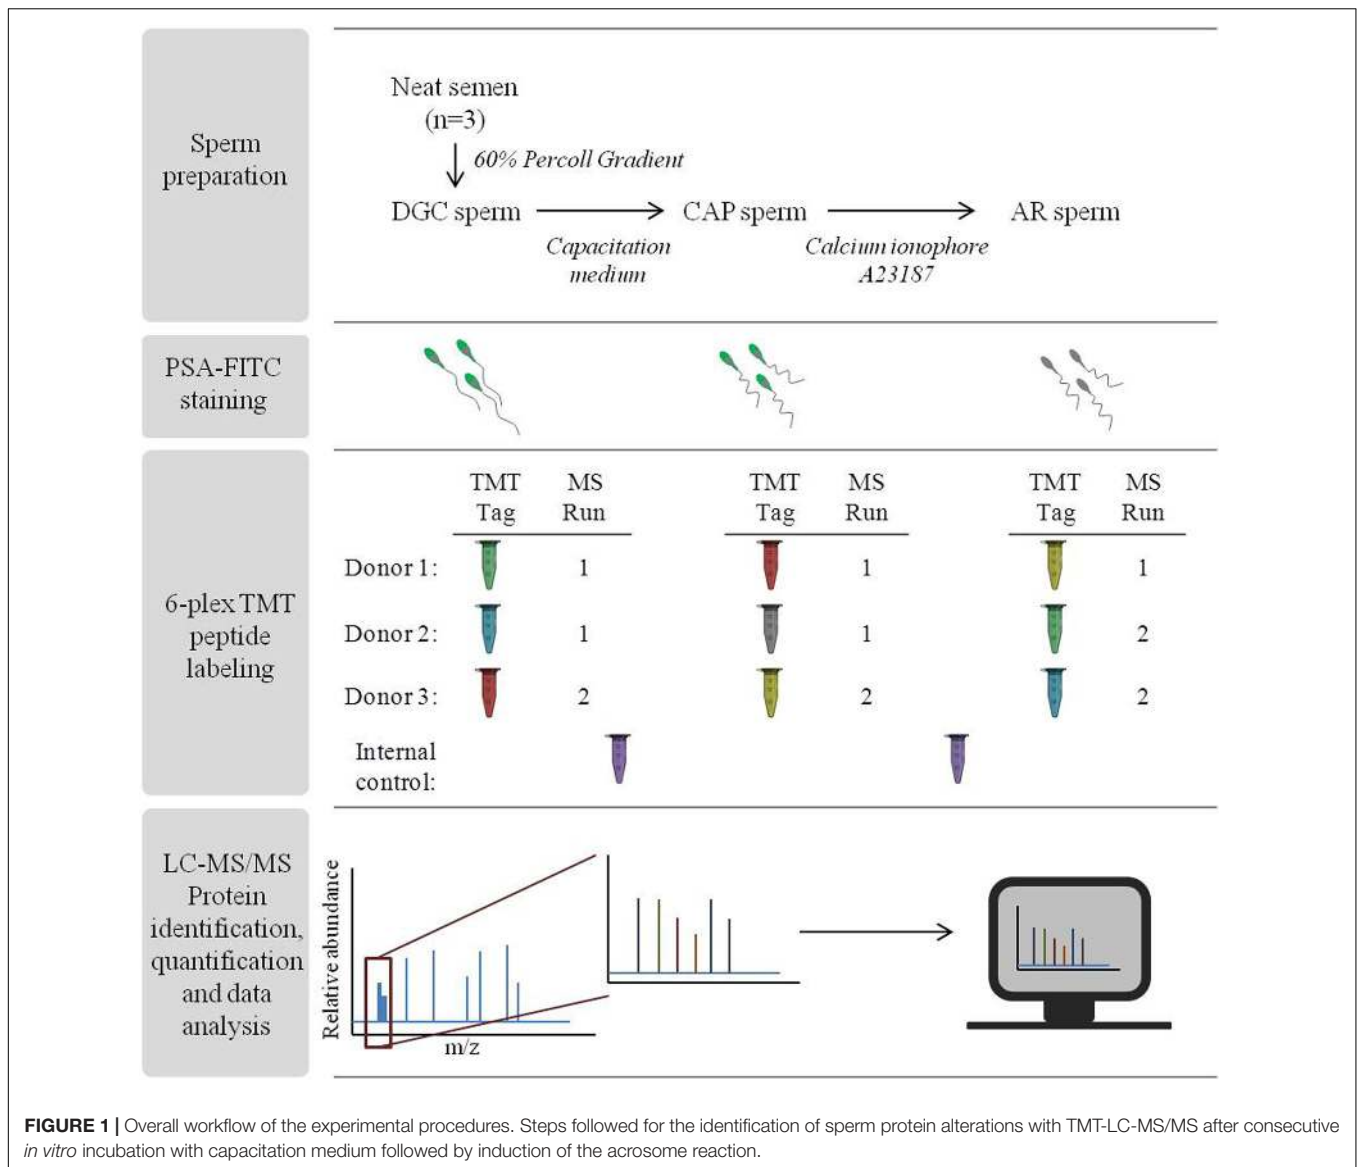 Sperm
preparation
Neat semen
(n=3)
60% Percoll Gradient
DGC sperm
CAP sperm
AR sperm
Capacitation
medium
Calcium ionophore
A23187
PSA-FITC
staining
6-plex TMT
peptide
labeling
TMT
Tag
MS
Run
TMT
Tag
MS
Run
TMT
Tag
MS
Run
Donor 1: 1 1 1
Donor 2: 1 1 2
Donor 3: 2 2 2
Internal
control:
LC-MS/MS
Protein
identification,
quantification
and data
analysis
Relative abundance
m/z
FIGURE 1 | Overall workflow of the experimental procedures. Steps followed for the identification of sperm protein alterations with TMT-LC-MS/MS after consecutive
in vitro incubation with capacitation medium followed by induction of the acrosome reaction.